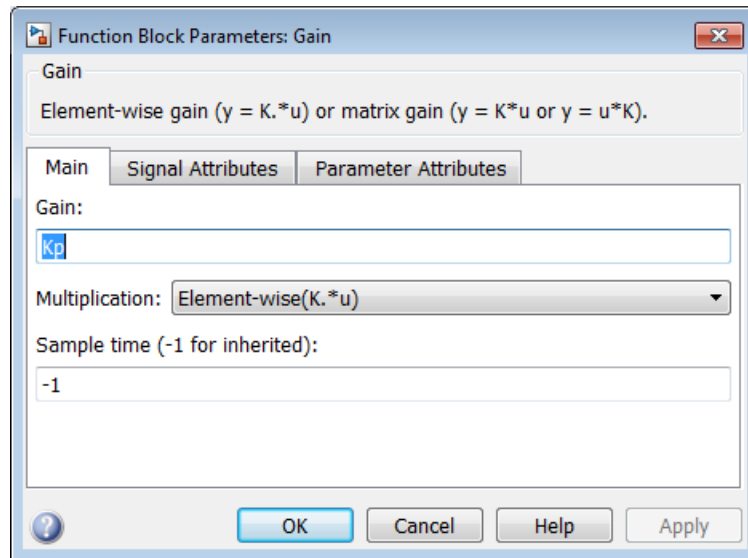 Function Block Parameters: Gain
Gain
Element-wise gain (y = K.*u) or matrix gain (y = K*u or y = u*K).
Main Signal Attributes Parameter Attributes
Gain:
Kp
Multiplication: Element-wise(K.*u)
Sample time (-1 for inherited):
-1
OK Cancel Help Apply